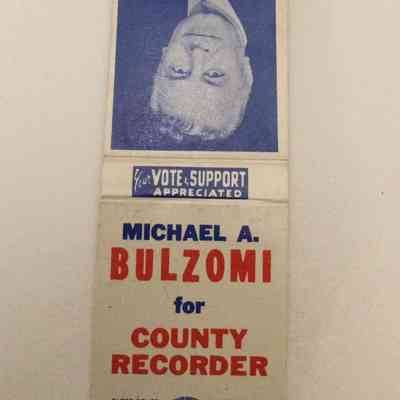 Your VOTE & SUPPORT
APPRECIATED
MICHAEL A.
BULZOMI
for
COUNTY
RECORDER